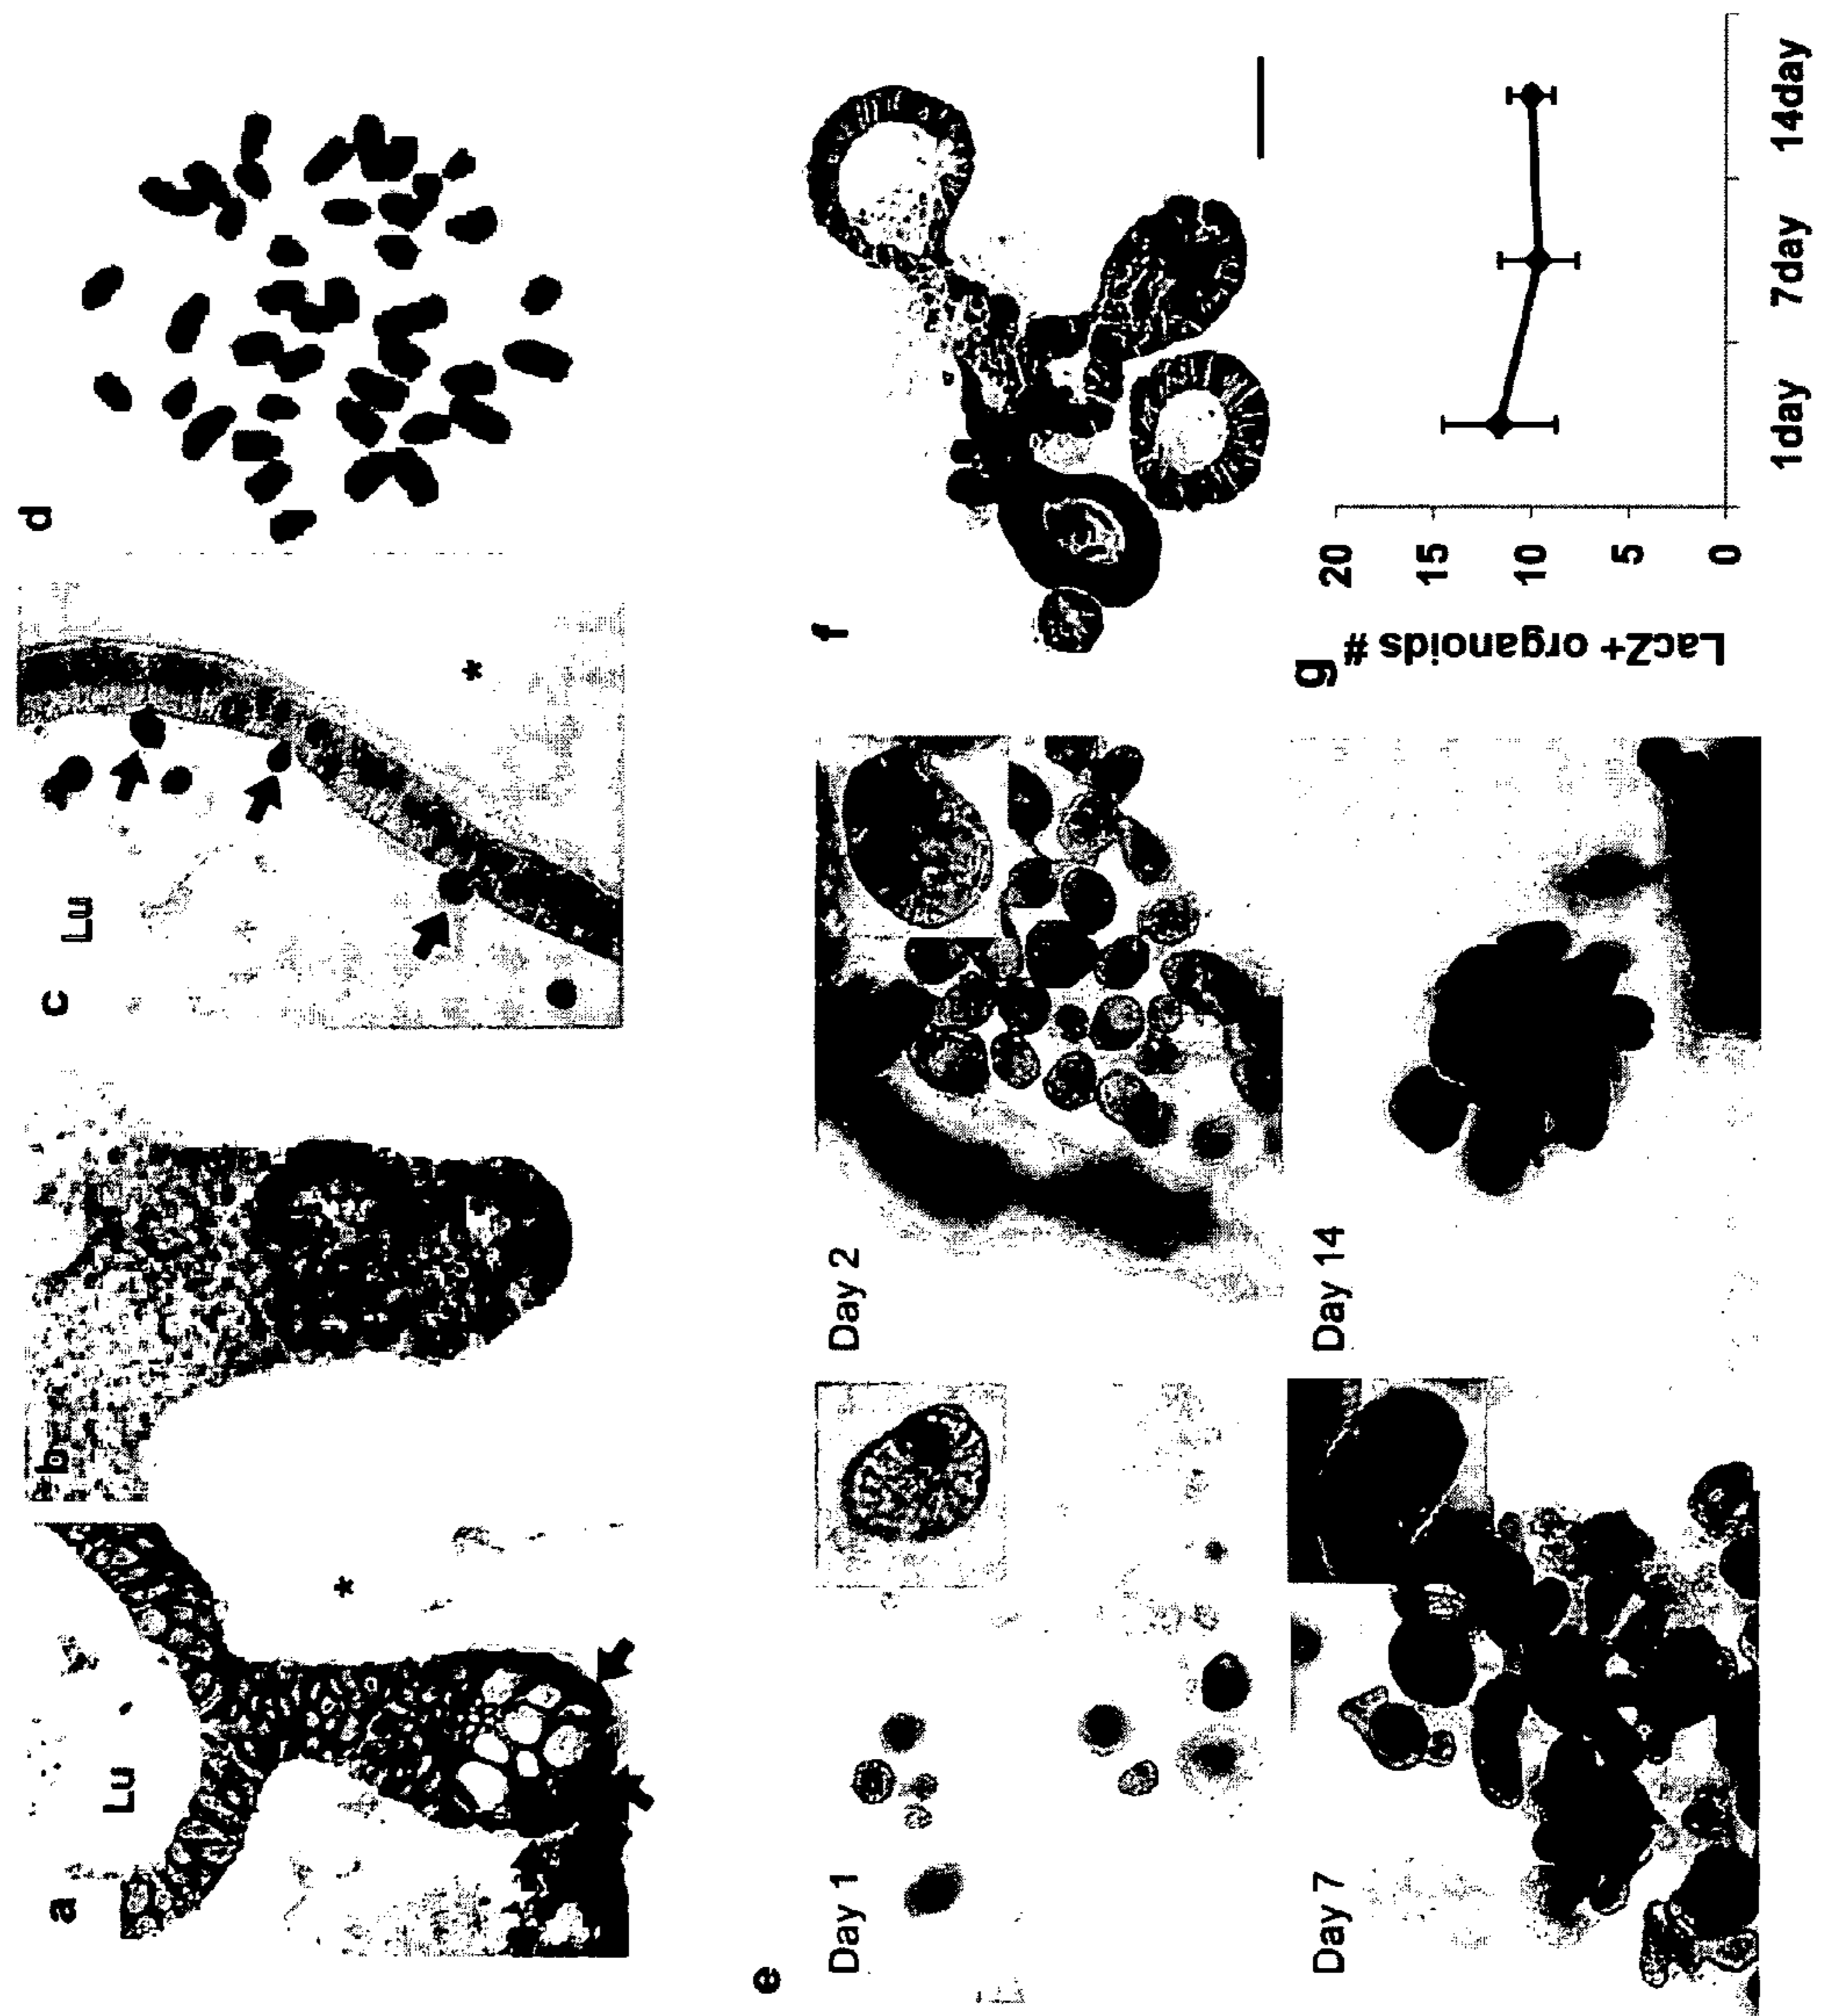 a
Lu
*
b
c
Lu
*
d
e
Day 1
Day 2
Day 7
Day 14
f
g
LacZ+ organoids #
20
15
10
5
0
1day 7day 14day